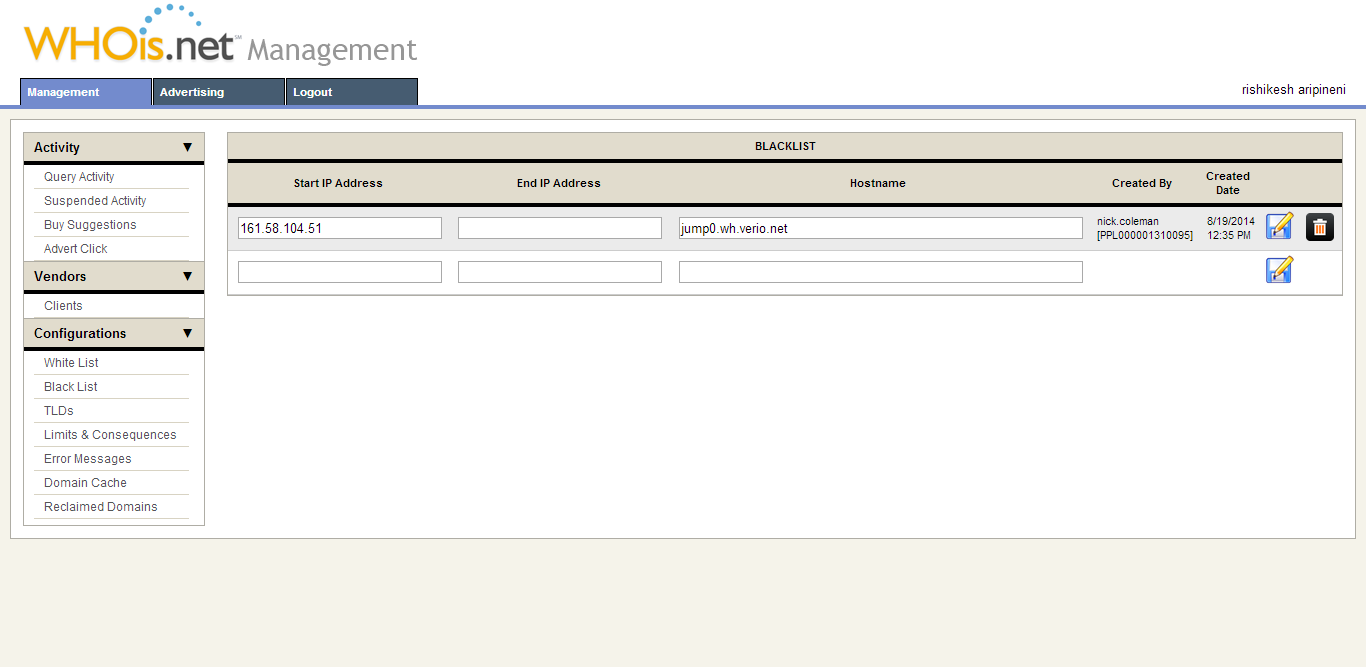 WHOis.net℠ Management
Management
Advertising
Logout
rishikesh aripineni
Activity ▼
Query Activity
Suspended Activity
Buy Suggestions
Advert Click
Vendors ▼
Clients
Configurations ▼
White List
Black List
TLDs
Limits & Consequences
Error Messages
Domain Cache
Reclaimed Domains
BLACKLIST
Start IP Address
End IP Address
Hostname
Created By
Created
Date
161.58.104.51
jump0.wh.verio.net
nick.coleman
[PPL000001310095]
8/19/2014
12:35 PM